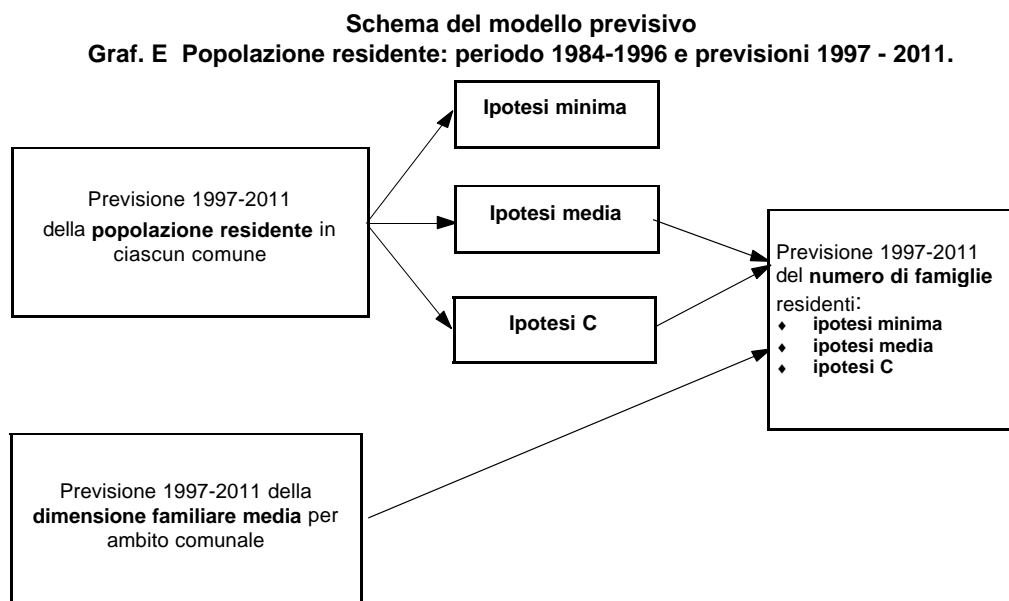 Schema del modello previsivo
Graf. E Popolazione residente: periodo 1984-1996 e previsioni 1997 - 2011.
Ipotesi minima
Previsione 1997-2011
della popolazione residente in
ciascun comune
Ipotesi media
Ipotesi C
Previsione 1997-2011
del numero di famiglie
residenti:
♦ ipotesi minima
♦ ipotesi media
♦ ipotesi C
Previsione 1997-2011 della
dimensione familiare media per
ambito comunale